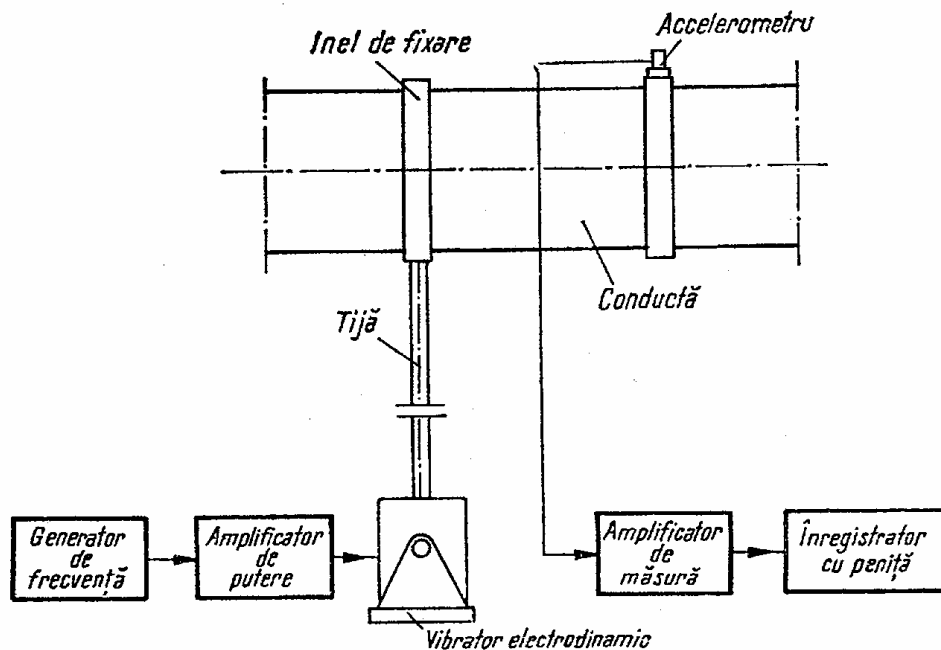 Accelerometru
Inel de fixare
Conductă
Tijă
Generator
de
frecvență
Amplificator
de
putere
Amplificator
de
măsură
Înregistrator
cu peniță
Vibrator electrodinamic